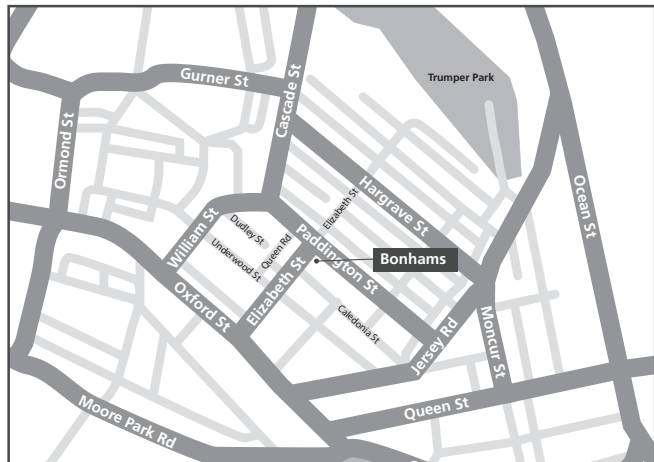 Trumper Park
Gurner St
Cascade St
Ormond St
Ocean St
Hargrave St
Elizabeth St
William St
Dudley St
Queen Rd
Underwood St
Paddington St
Bonhams
Elizabeth St
Oxford St
Caledonia St
Jersey Rd
Moncur St
Queen St
Moore Park Rd